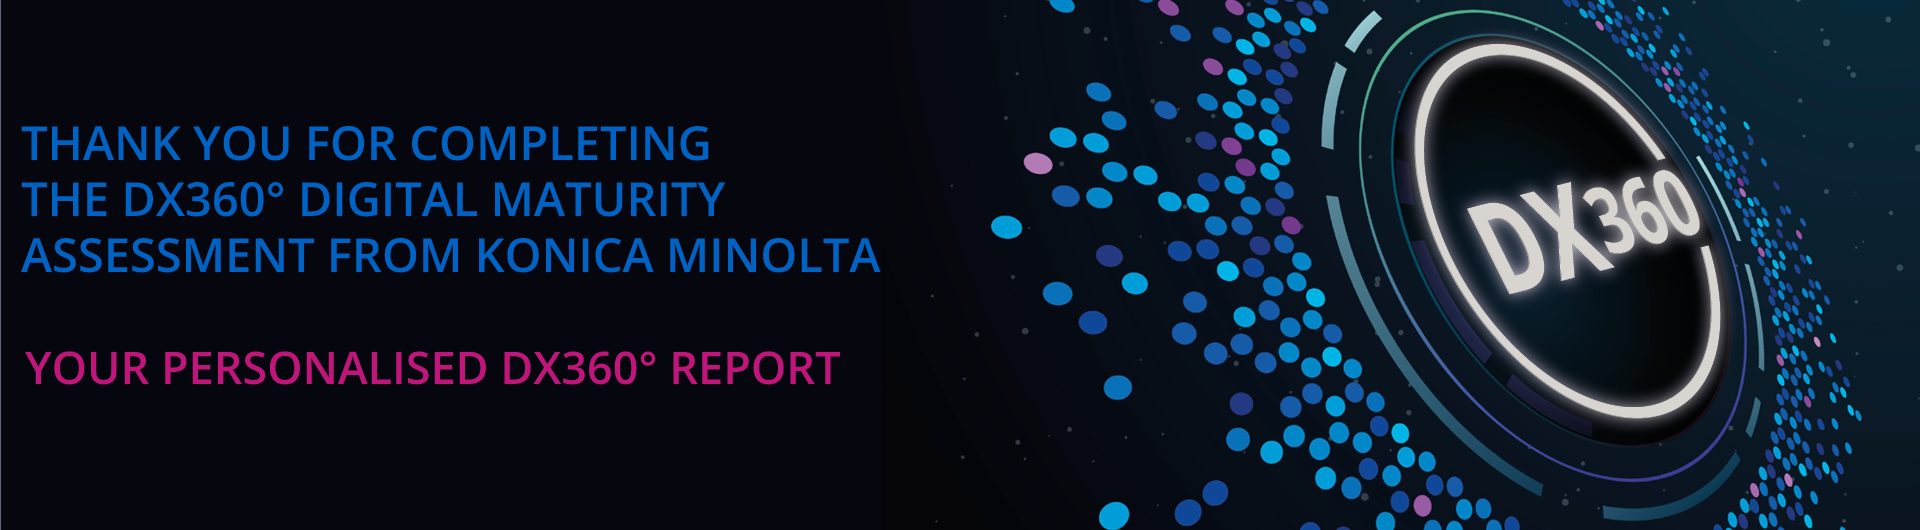 THANK YOU FOR COMPLETING
THE DX360° DIGITAL MATURITY
ASSESSMENT FROM KONICA MINOLTA
YOUR PERSONALISED DX360° REPORT
DX360